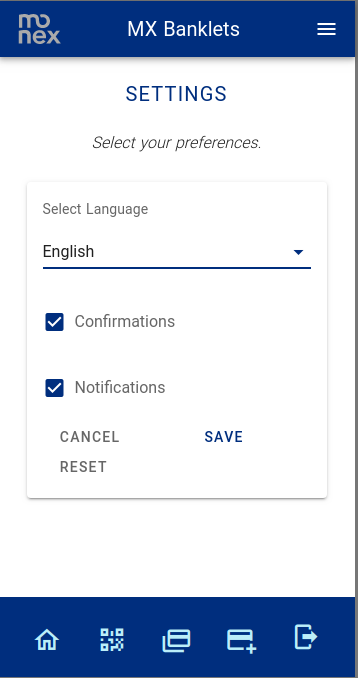 mo
nex
MX Banklets
SETTINGS
Select your preferences.
Select Language
English
Confirmations
Notifications
CANCEL
SAVE
RESET